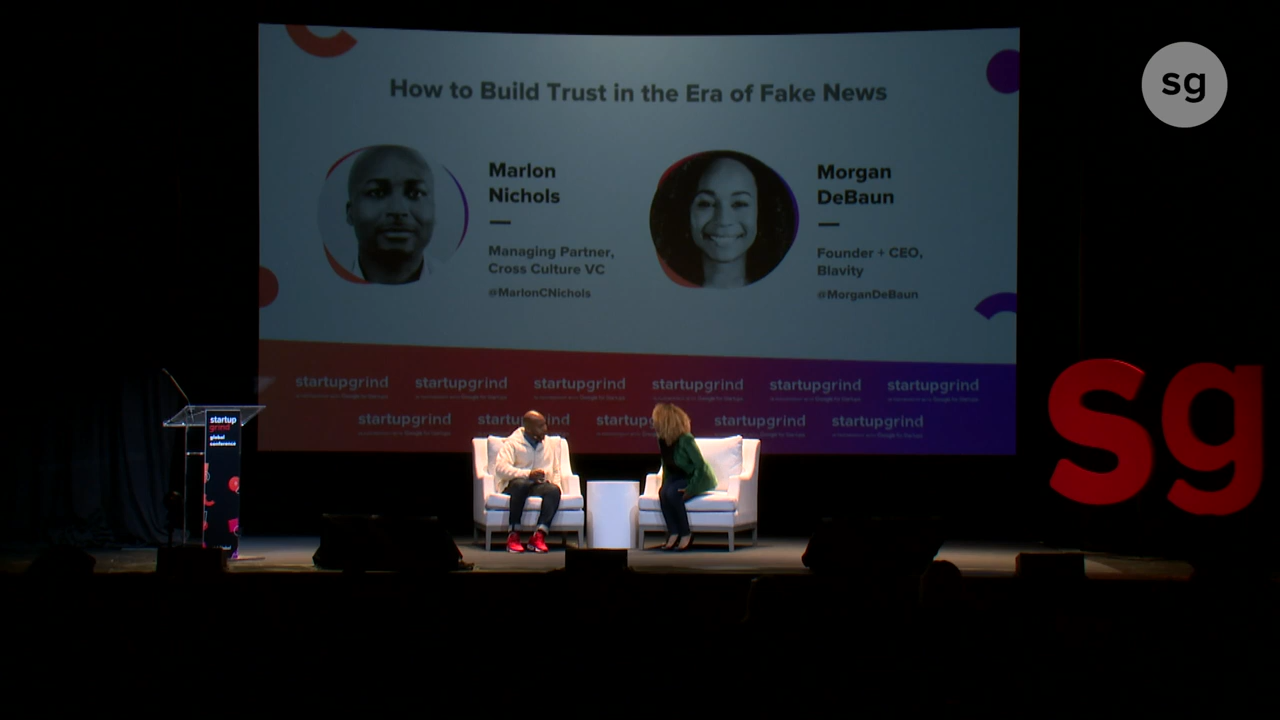 sg
How to Build Trust in the Era of Fake News
Marlon
Nichols
Managing Partner,
Cross Culture VC
@MarlonCNichols
Morgan
DeBaun
Founder + CEO,
Blavity
@MorganDeBaun
startupgrind startupgrind startupgrind startupgrind startupgrind startupgrind
startupgrind startupgrind startupgrind startupgrind
startup
grind
global
conference
sg